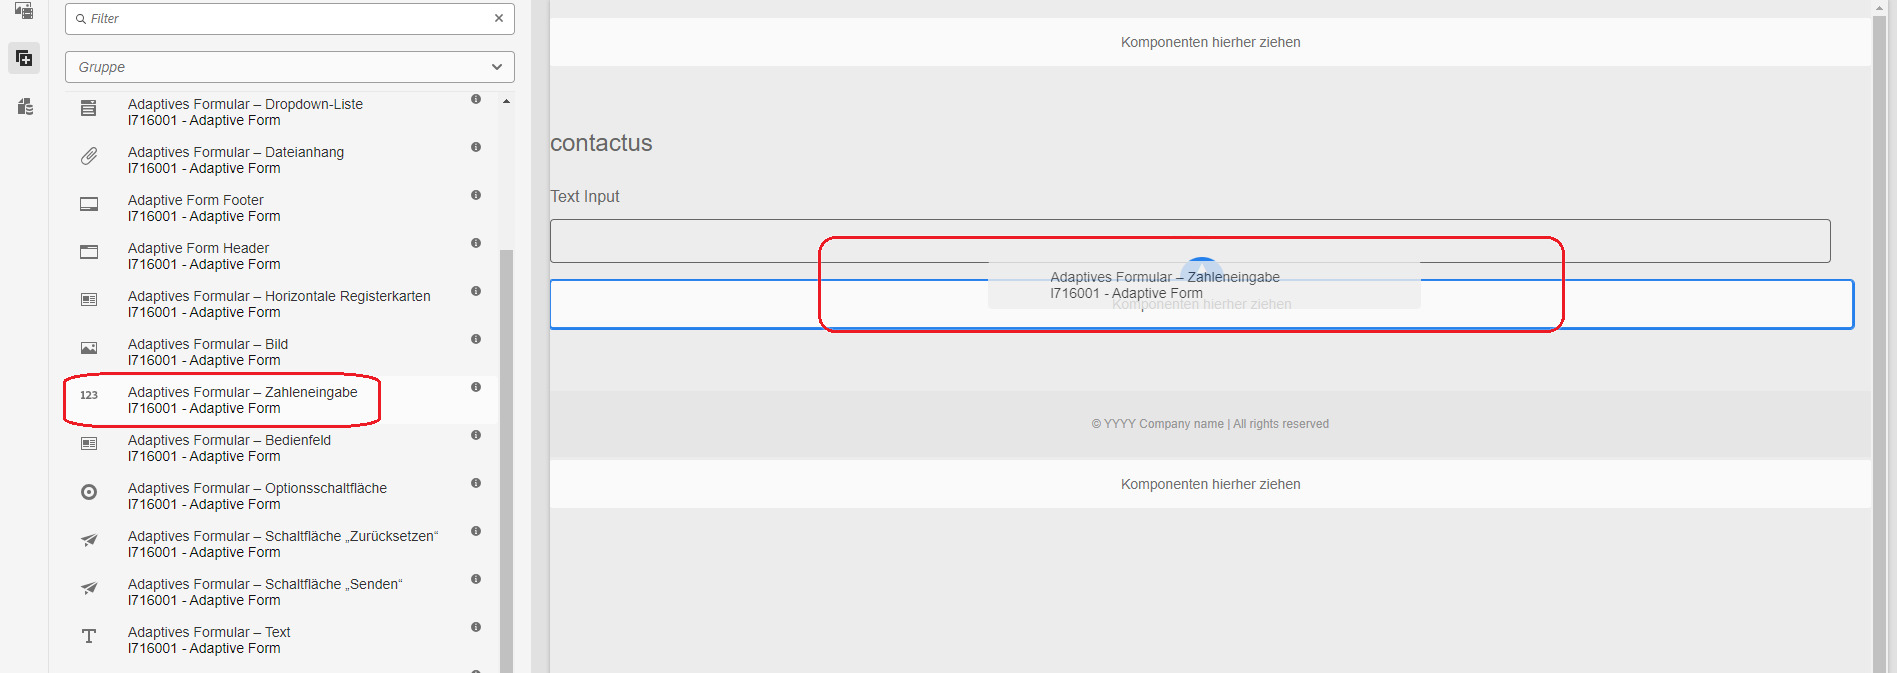 Filter
Gruppe
Adaptives Formular – Dropdown-Liste
I716001 - Adaptive Form
Adaptives Formular – Dateianhang
I716001 - Adaptive Form
Adaptive Form Footer
I716001 - Adaptive Form
Adaptive Form Header
I716001 - Adaptive Form
Adaptives Formular – Horizontale Registerkarten
I716001 - Adaptive Form
Adaptives Formular – Bild
I716001 - Adaptive Form
123
Adaptives Formular – Zahleneingabe
I716001 - Adaptive Form
Adaptives Formular – Bedienfeld
I716001 - Adaptive Form
Adaptives Formular – Optionsschaltfläche
I716001 - Adaptive Form
Adaptives Formular – Schaltfläche „Zurücksetzen“
I716001 - Adaptive Form
Adaptives Formular – Schaltfläche „Senden“
I716001 - Adaptive Form
Adaptives Formular – Text
I716001 - Adaptive Form
Komponenten hierher ziehen
contactus
Text Input
Adaptives Formular – Zahleneingabe
I716001 - Adaptive Form
Komponenten hierher ziehen
© YYYY Company name | All rights reserved
Komponenten hierher ziehen